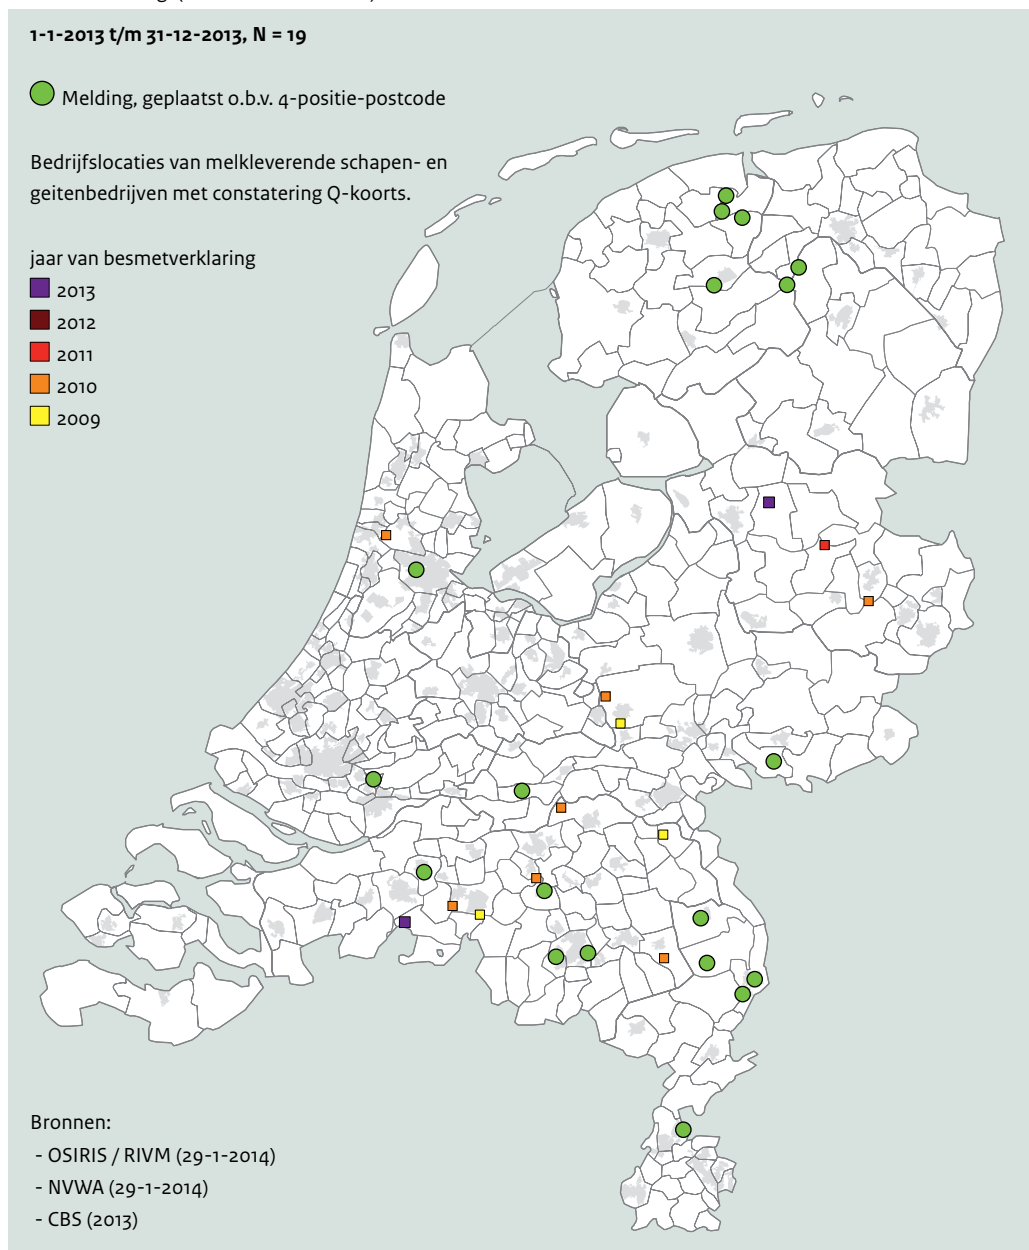 1-1-2013 t/m 31-12-2013, N = 19
Melding, geplaatst o.b.v. 4-positie-postcode
Bedrijfslocaties van melkleverende schapen- en
geitenbedrijven met constatering Q-koorts.
jaar van besmetverklaring
2013
2012
2011
2010
2009
Bronnen:
- OSIRIS / RIVM (29-1-2014)
- NVWA (29-1-2014)
- CBS (2013)